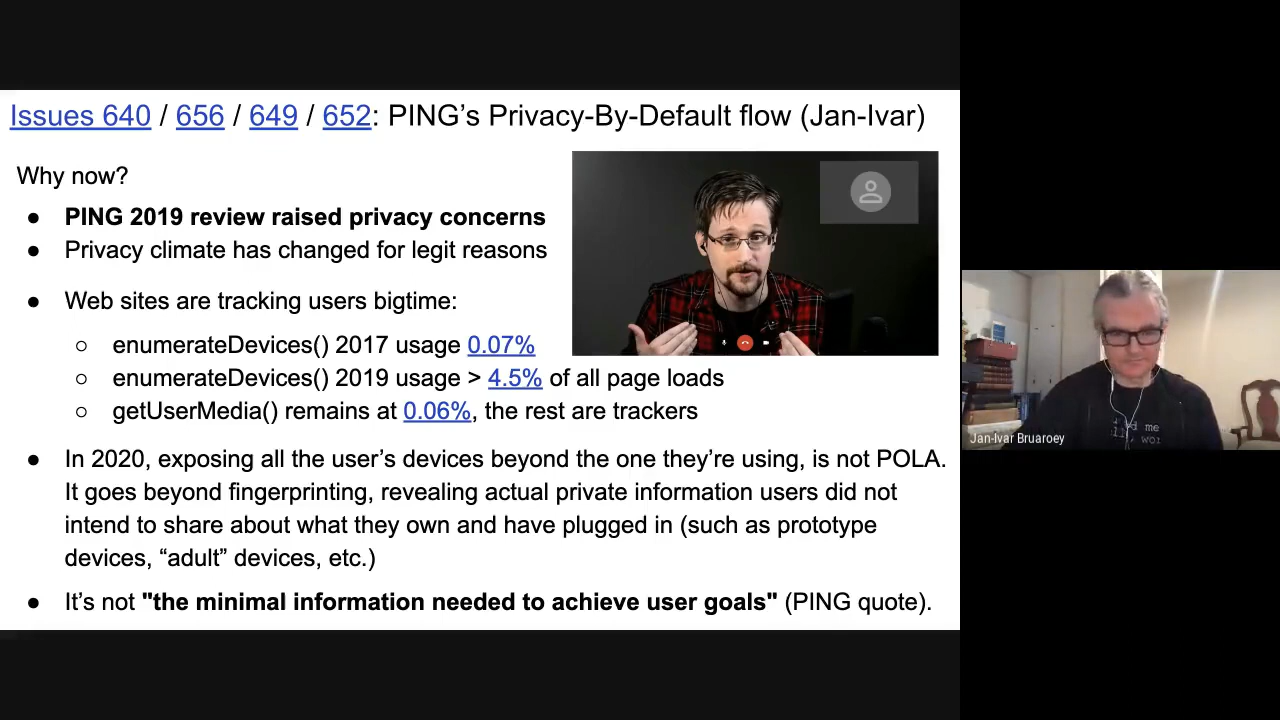 Issues 640 / 656 / 649 / 652: PING's Privacy-By-Default flow (Jan-Ivar)
Why now?
● PING 2019 review raised privacy concerns
● Privacy climate has changed for legit reasons
● Web sites are tracking users bigtime:
○ enumerateDevices() 2017 usage 0.07%
○ enumerateDevices() 2019 usage > 4.5% of all page loads
○ getUserMedia() remains at 0.06%, the rest are trackers
● In 2020, exposing all the user's devices beyond the one they're using, is not POLA.
It goes beyond fingerprinting, revealing actual private information users did not
intend to share about what they own and have plugged in (such as prototype
devices, “adult” devices, etc.)
● It's not "the minimal information needed to achieve user goals" (PING quote).
Jan-Ivar Bruaroey
me